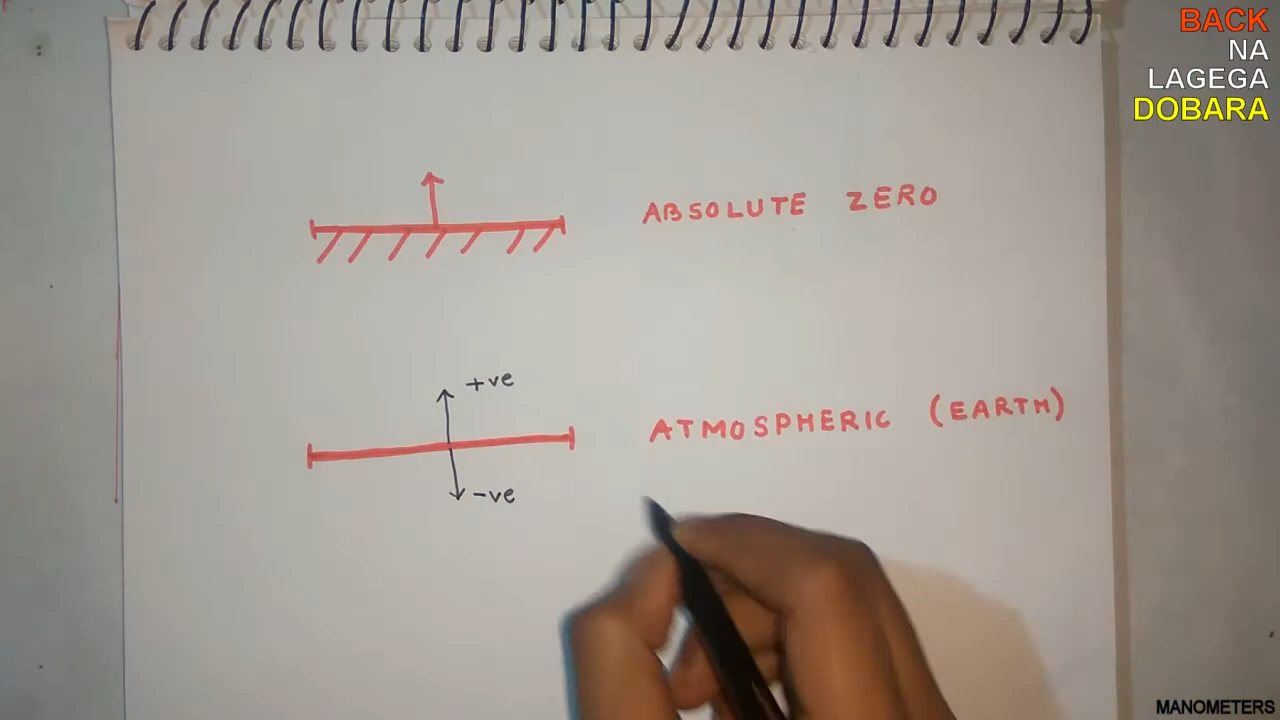 BACK
NA
LAGEGA
DOBARA
ABSOLUTE ZERO
+ve
ATMOSPHERIC (EARTH)
-ve
MANOMETERS